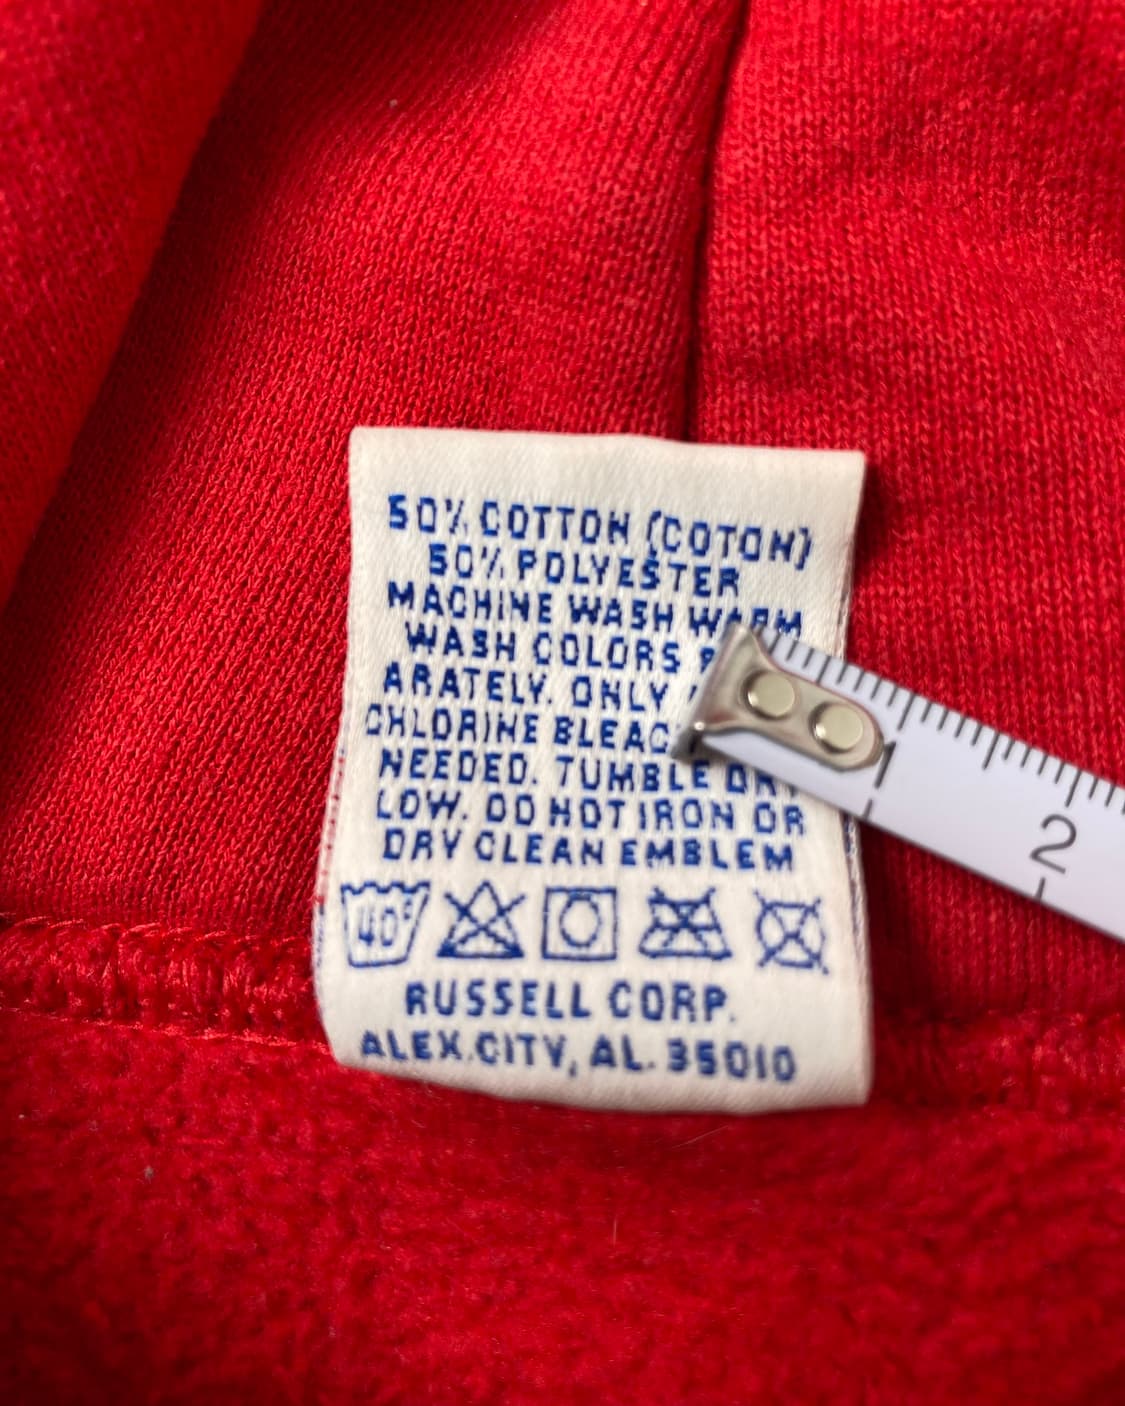 50% COTTON (COTON)
50% POLYESTER
MACHINE WASH WARM
WASH COLORS
ARATELY. ONLY
CHLORINE
NEEDED. TUMBLE DRY
LOW. DO NOT IRON OR
DRY CLEAN EMBLEM
40°
RUSSELL CORP.
ALEX.CITY, AL. 35010
1
2